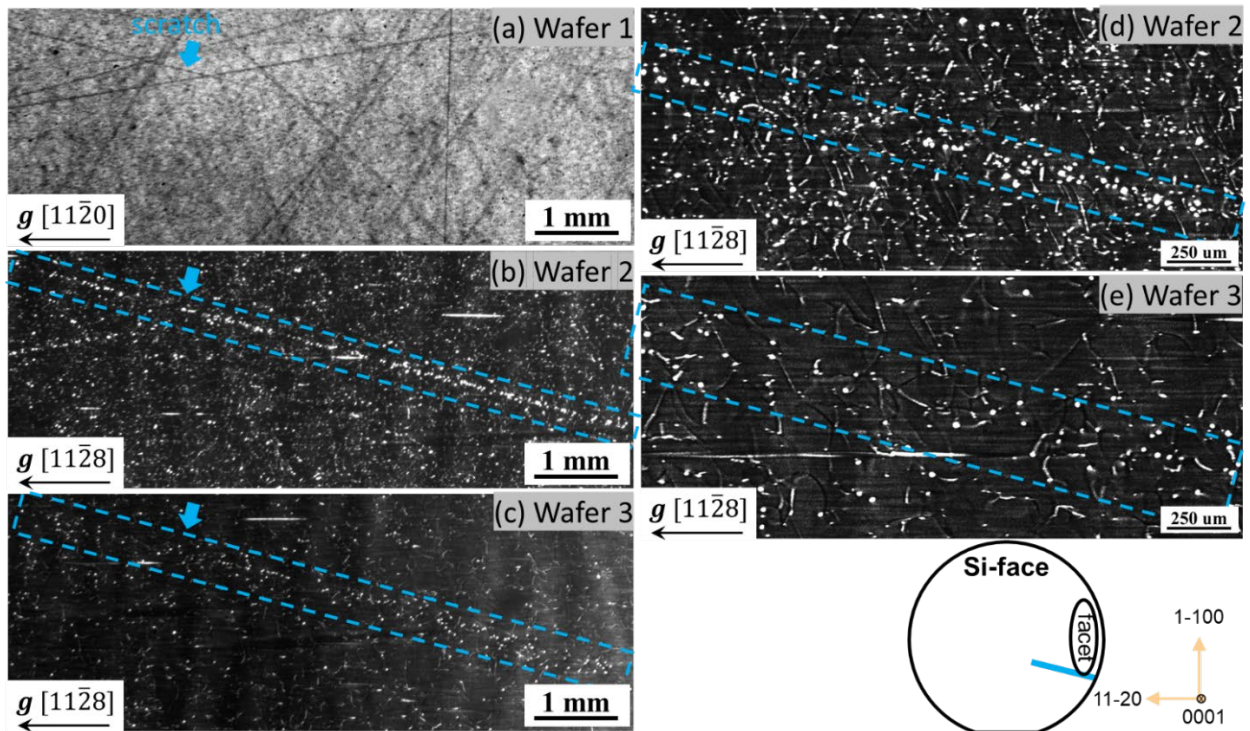 scratch
(a) Wafer 1
g [112̅0]
1 mm
(b) Wafer 2
g [112̅8]
1 mm
(c) Wafer 3
g [112̅8]
1 mm
(d) Wafer 2
g [112̅8]
250 um
(e) Wafer 3
g [112̅8]
250 um
Si-face
facet
1-100
11-20
0001